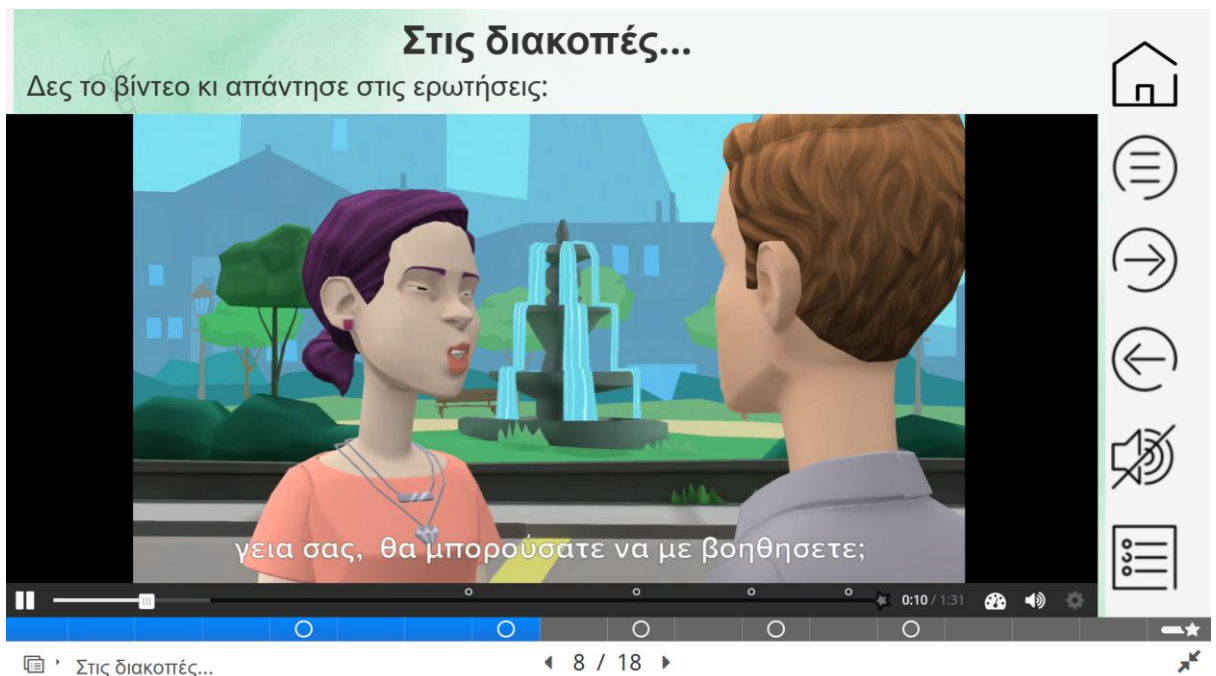 Στις διακοπές...
Δες το βίντεο κι απάντησε στις ερωτήσεις:
γεια σας, θα μπορούσατε να με βοηθησετε;
0:10 / 1:31
Στις διακοπές...
8 / 18